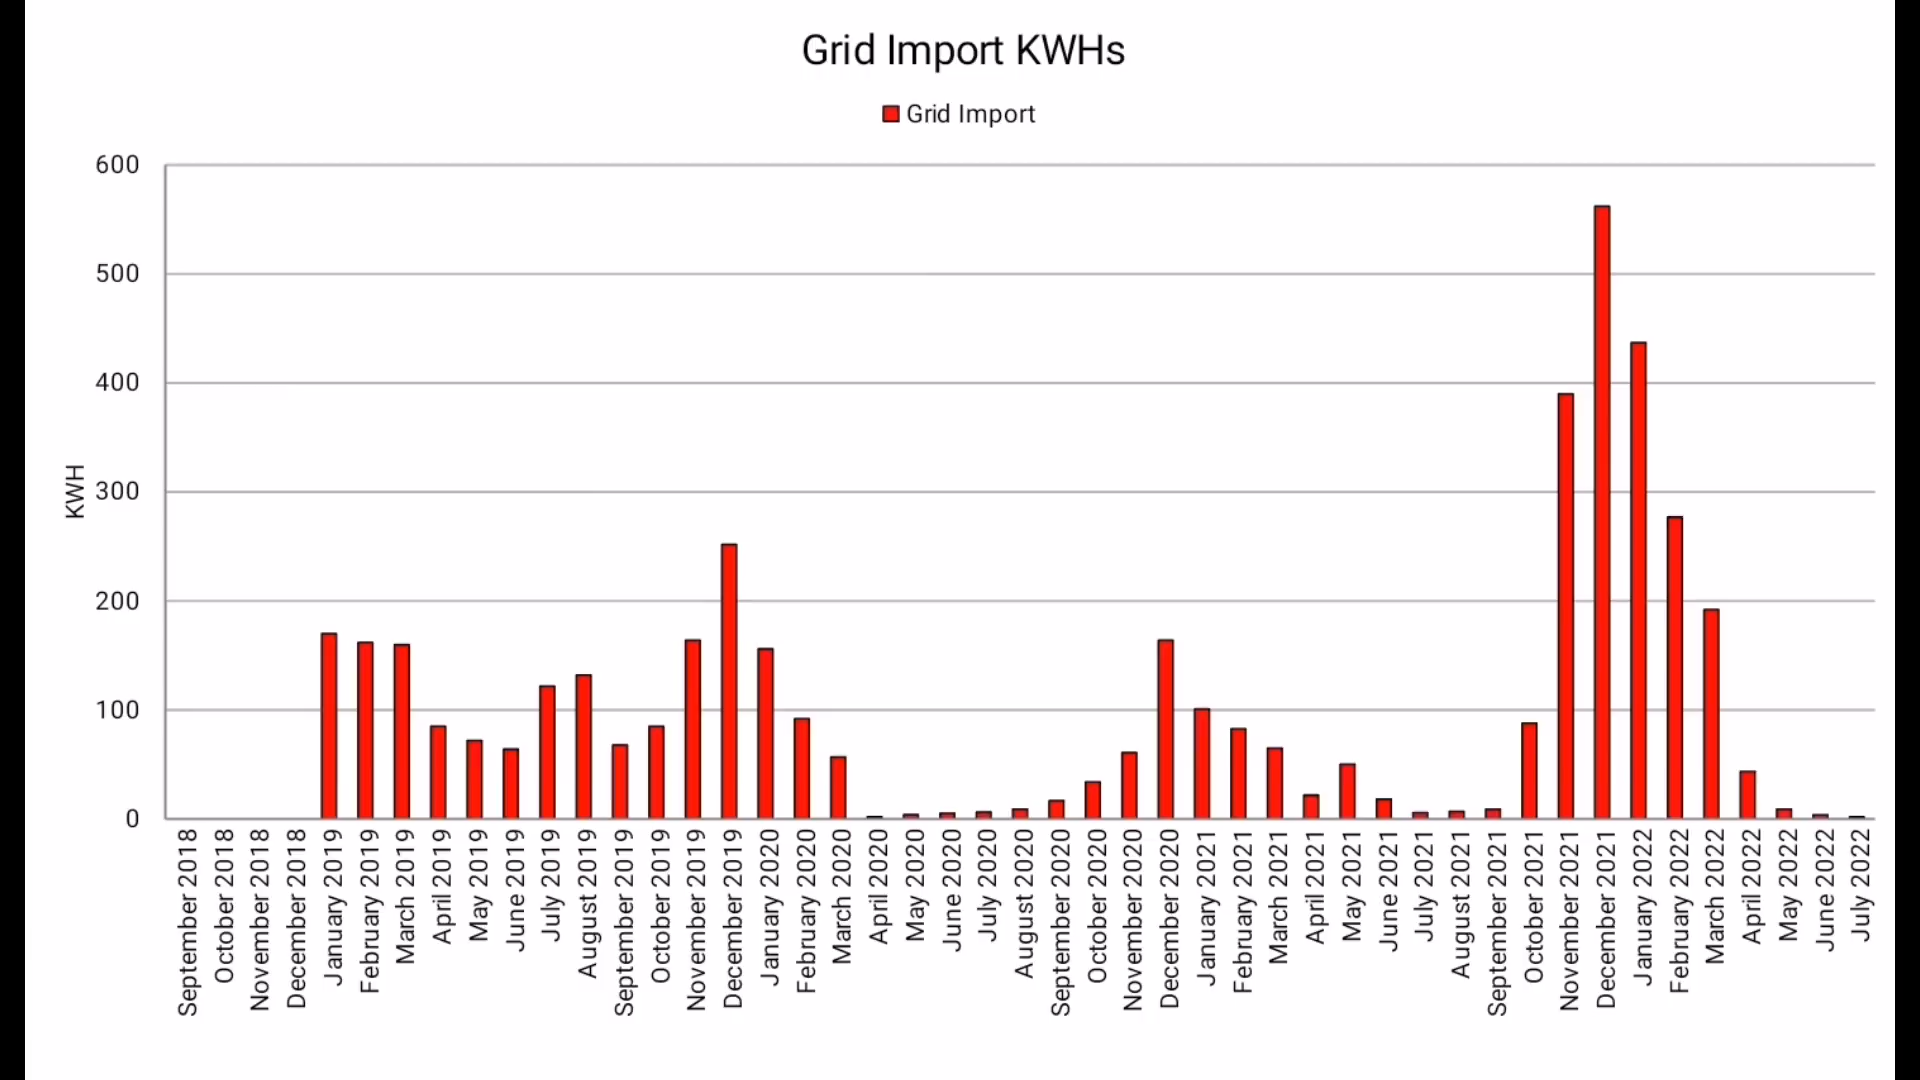 Grid Import KWHs
Grid Import
600
500
400
300
200
100
0
KWH
September 2018
October 2018
November 2018
December 2018
January 2019
February 2019
March 2019
April 2019
May 2019
June 2019
July 2019
August 2019
September 2019
October 2019
November 2019
December 2019
January 2020
February 2020
March 2020
April 2020
May 2020
June 2020
July 2020
August 2020
September 2020
October 2020
November 2020
December 2020
January 2021
February 2021
March 2021
April 2021
May 2021
June 2021
July 2021
August 2021
September 2021
October 2021
November 2021
December 2021
January 2022
February 2022
March 2022
April 2022
May 2022
June 2022
July 2022